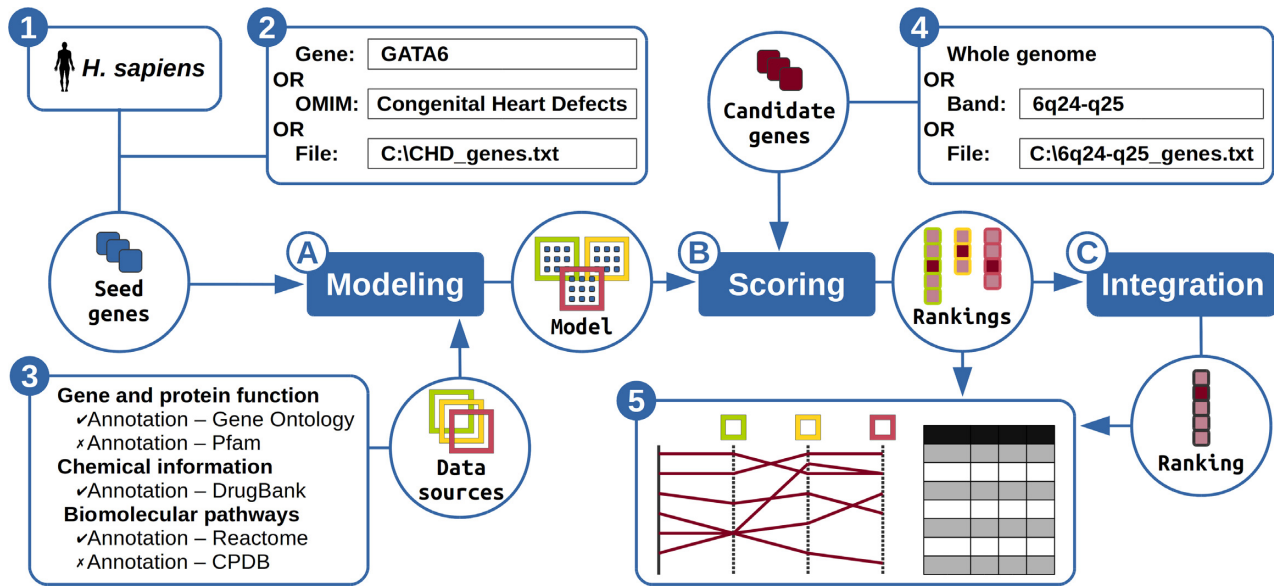 1
H. sapiens
2
Gene: GATA6
OR
OMIM: Congenital Heart Defects
OR
File: C:\CHD_genes.txt
Candidate
genes
4
Whole genome
OR
Band: 6q24-q25
OR
File: C:\6q24-q25_genes.txt
Seed
genes
A
Modeling
Model
B
Scoring
Rankings
C
Integration
3
Gene and protein function
✔Annotation – Gene Ontology
✗Annotation – Pfam
Chemical information
✔Annotation – DrugBank
Biomolecular pathways
✔Annotation – Reactome
✗Annotation – CPDB
Data
sources
5
Ranking